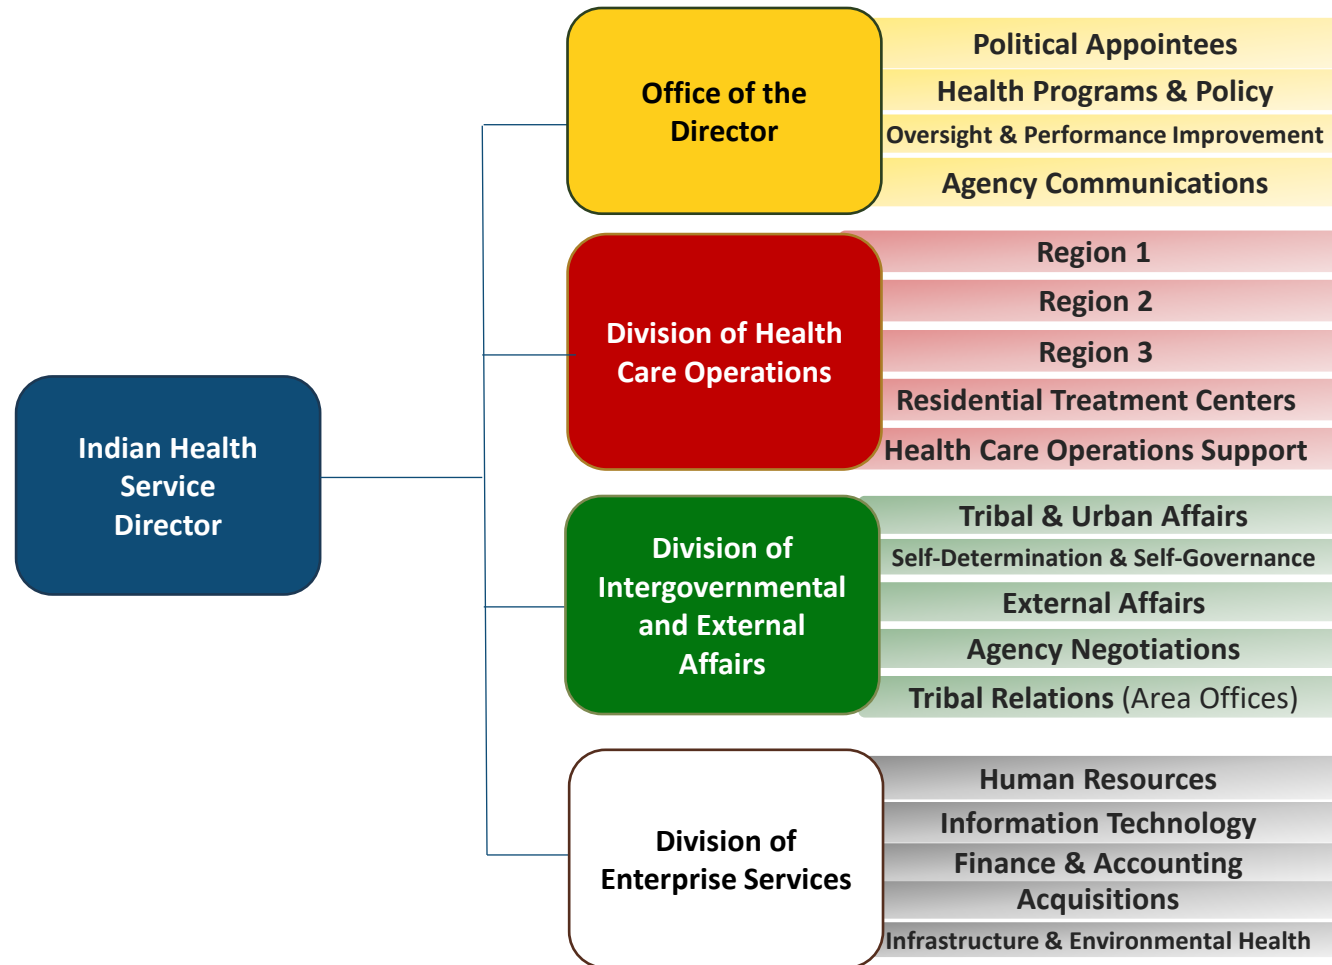 Indian Health
Service
Director
Office of the
Director
Political Appointees
Health Programs & Policy
Oversight & Performance Improvement
Agency Communications
Division of Health
Care Operations
Region 1
Region 2
Region 3
Residential Treatment Centers
Health Care Operations Support
Division of
Intergovernmental
and External
Affairs
Tribal & Urban Affairs
Self-Determination & Self-Governance
External Affairs
Agency Negotiations
Tribal Relations (Area Offices)
Division of
Enterprise Services
Human Resources
Information Technology
Finance & Accounting
Acquisitions
Infrastructure & Environmental Health